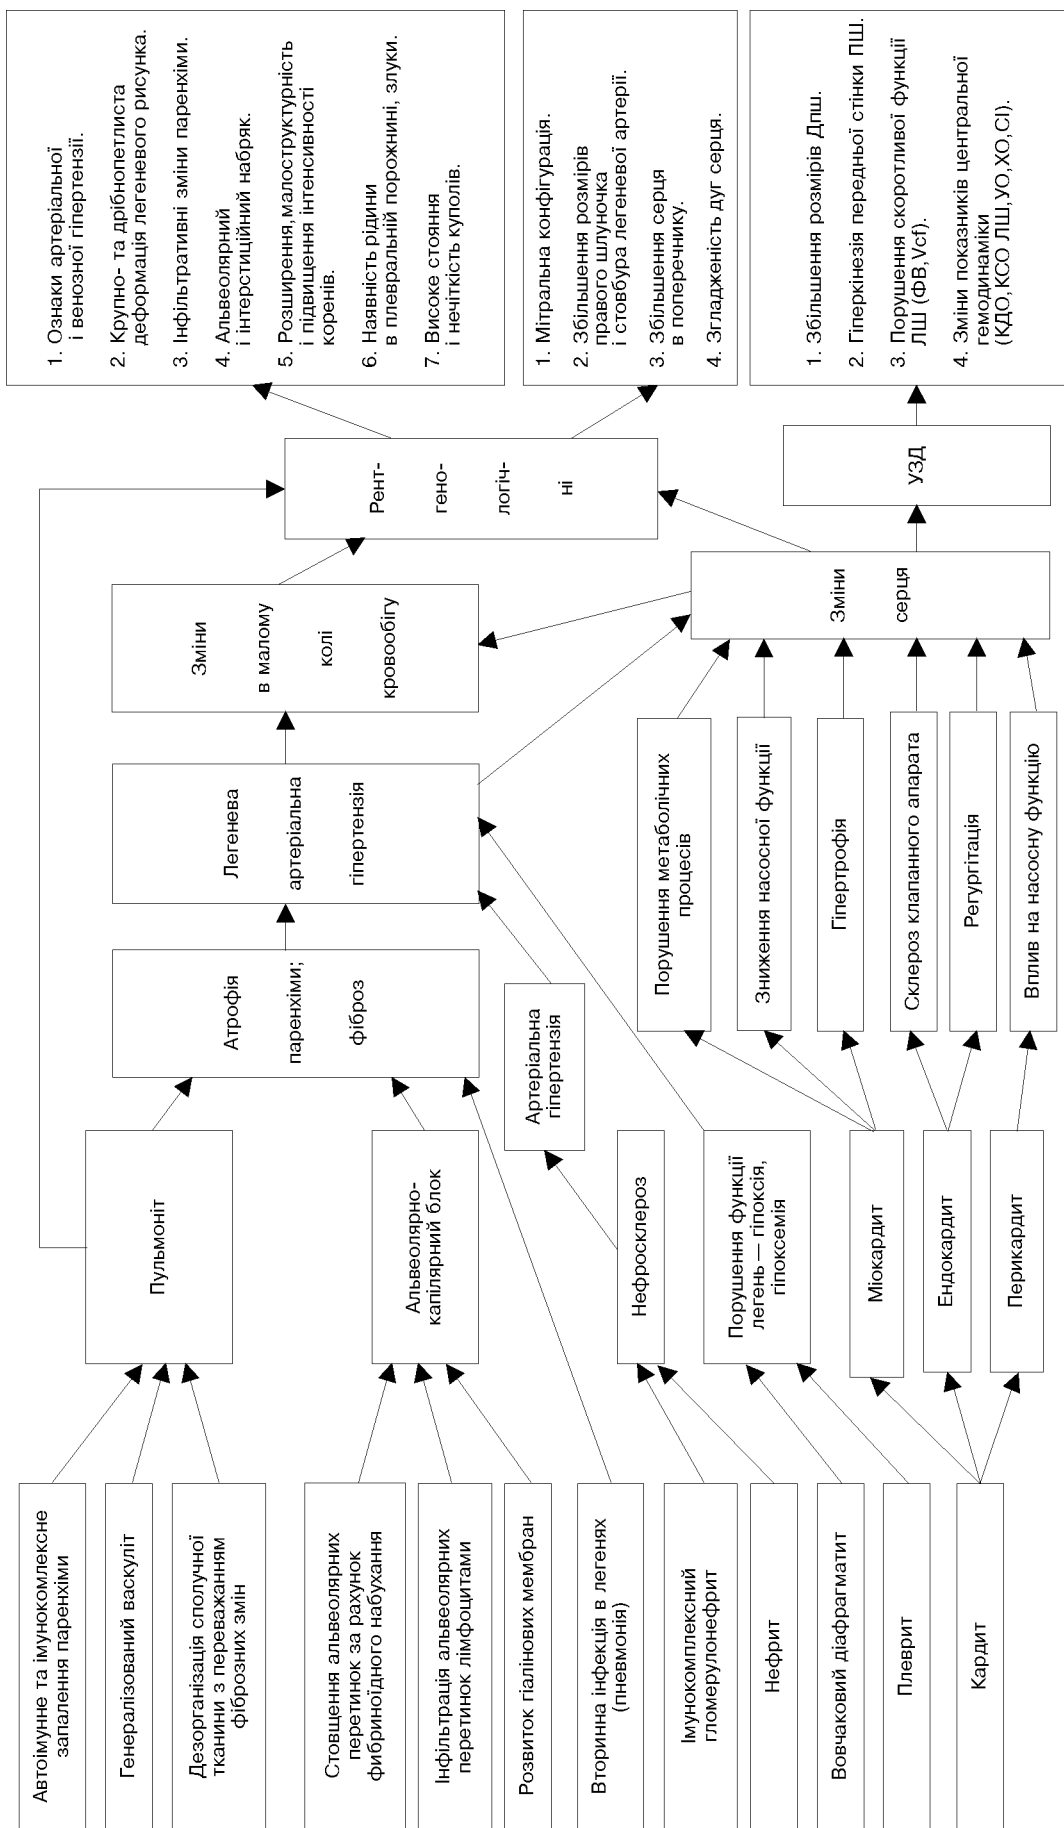 Автоімунне та імунокомлексне
запалення паренхіми
Генералізований васкуліт
Дезорганізація сполучної
тканини з переважанням
фіброзних змін
Стовщення альвеолярних
перетинок за рахунок
фибриноїдного набухання
Інфільтрація альвеолярних
перетинок лімфоцитами
Розвиток гіалінових мембран
Вторинна інфекція в легенях
(пневмонія)
Імунокомплексний
гломерулонефрит
Нефрит
Вовчаковий діафрагматит
Плеврит
Кардит
Пульмоніт
Альвеолярно-
капілярний блок
Нефросклероз
Порушення функції
легень — гіпоксія,
гіпоксемія
Міокардит
Ендокардит
Перикардит
Атрофія
паренхіми;
фіброз
Артеріальна
гіпертензія
Порушення метаболічних
процесів
Зниження насосної функції
Гіпертрофія
Склероз клапанного апарата
Регургітація
Вплив на насосну функцію
Легенева
артеріальна
гіпертензія
Зміни
в малому
колі
кровообігу
Зміни
серця
Рент-
гено-
логіч-
ні
УЗД
1. Ознаки артеріальної
і венозної гіпертензії.
2. Крупно- та дрібнопетлиста
деформація легеневого рисунка.
3. Інфільтративні зміни паренхіми.
4. Альвеолярний
і інтерстиційний набряк.
5. Розширення,малоструктурність
і підвищення інтенсивності
коренів.
6. Наявність рідини
в плевральній порожнині, злуки.
7. Високе стояння
і нечіткість куполів.
1. Мітральна конфігурація.
2. Збільшення розмірів
правого шлуночка
і стовбура легеневої артерії.
3. Збільшення серця
в поперечнику.
4. Згладженість дуг серця.
1. Збільшення розмірів Дпш.
2. Гіперкінезія передньої стінки ПШ.
3. Порушення скоротливої функції
ЛШ (ФВ,Vcf).
4. Зміни показників центральної
гемодинаміки
(КДО,КСО ЛШ,УО,ХО,СІ).